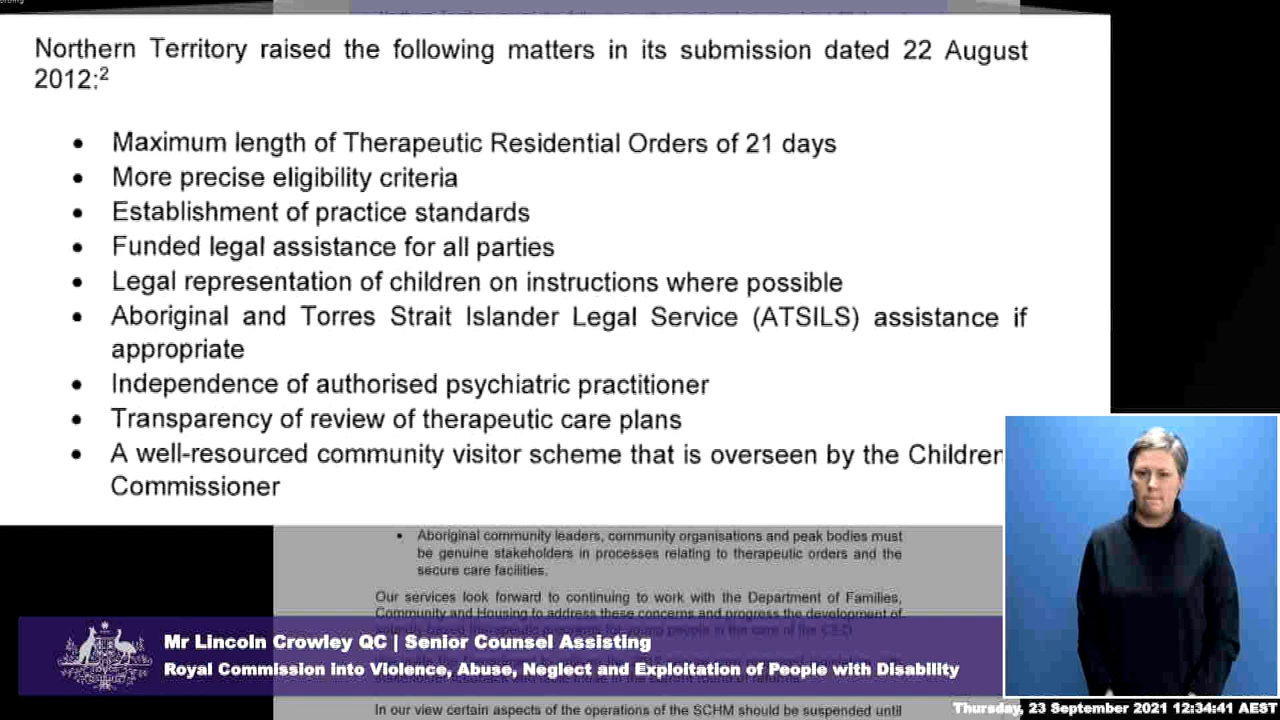 Northern Territory raised the following matters in its submission dated 22 August
2012:2
• Maximum length of Therapeutic Residential Orders of 21 days
• More precise eligibility criteria
• Establishment of practice standards
• Funded legal assistance for all parties
• Legal representation of children on instructions where possible
• Aboriginal and Torres Strait Islander Legal Service (ATSILS) assistance if
appropriate
• Independence of authorised psychiatric practitioner
• Transparency of review of therapeutic care plans
• A well-resourced community visitor scheme that is overseen by the Children
Commissioner
• Aboriginal community leaders, community organisations and peak bodies must
be genuine stakeholders in processes relating to therapeutic orders and the
secure care facilities.
Our services look forward to continuing to work with the Department of Families,
Community and Housing to address these concerns and progress the development of
Mr Lincoln Crowley QC | Senior Counsel Assisting
Royal Commission into Violence, Abuse, Neglect and Exploitation of People with Disability
In our view certain aspects of the operations of the SCHM should be suspended until
Thursday, 23 September 2021 12:34:41 AEST